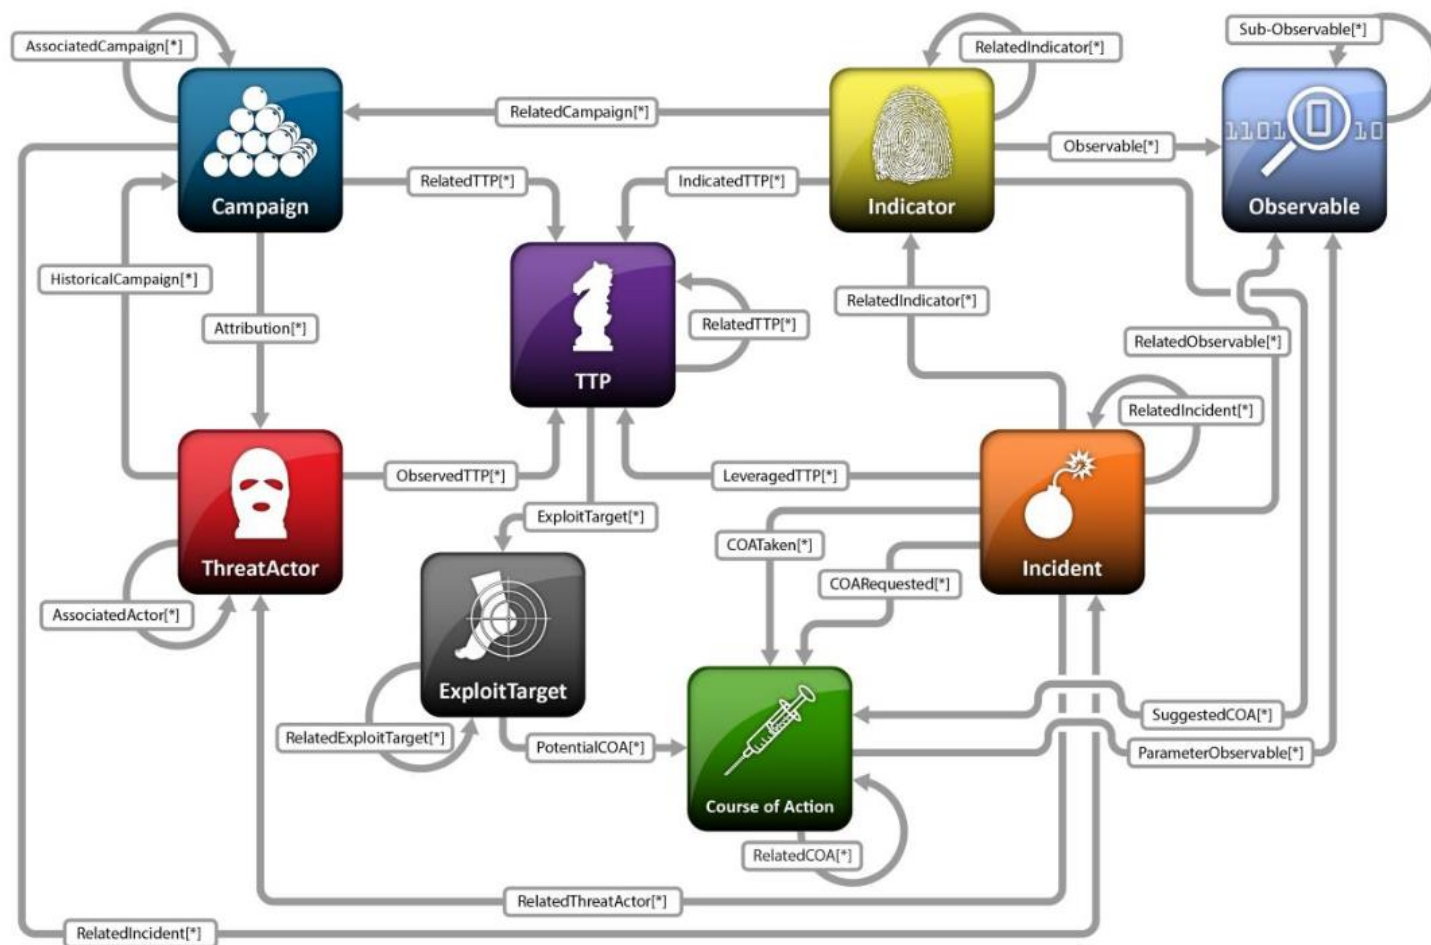 AssociatedCampaign[*]
RelatedIndicator[*]
Sub-Observable[*]
RelatedCampaign[*]
1101 0 10
Observable[*]
RelatedTTP[*]
IndicatedTTP[*]
Campaign
Indicator
Observable
HistoricalCampaign[*]
RelatedIndicator[*]
Attribution[*]
RelatedTTP[*]
RelatedObservable[*]
TTP
RelatedIncident[*]
ObservedTTP[*]
LeveragedTTP[*]
ExploitTarget[*]
COATaken[*]
ThreatActor
Incident
COARequested[*]
AssociatedActor[*]
ExploitTarget
SuggestedCOA[*]
RelatedExploitTarget[*]
PotentialCOA[*]
ParameterObservable[*]
Course of Action
RelatedCOA[*]
RelatedThreatActor[*]
RelatedIncident[*]